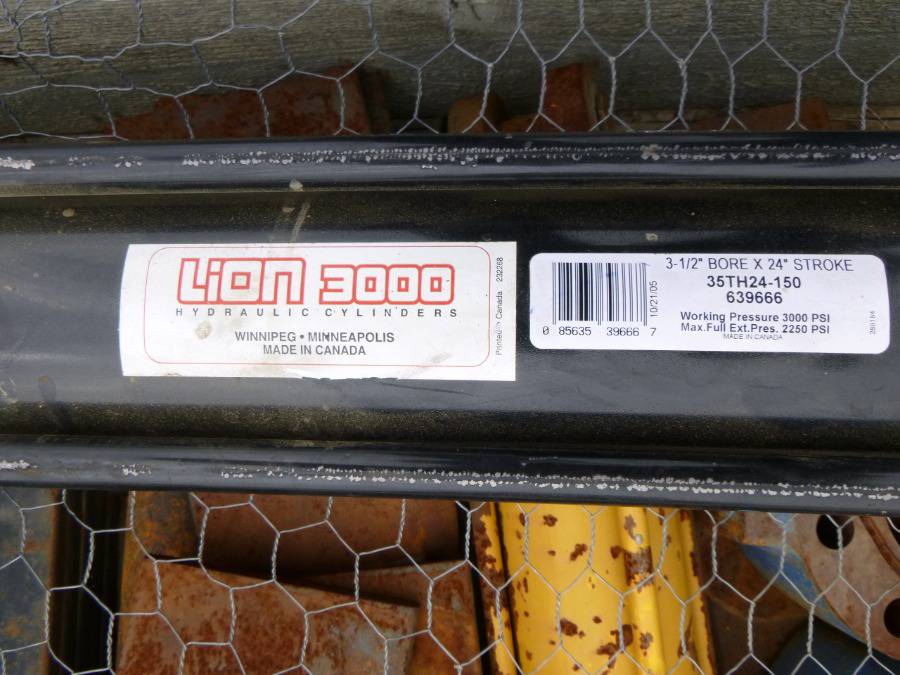 LION 3000
HYDRAULIC CYLINDERS
WINNIPEG • MINNEAPOLIS
MADE IN CANADA
Printed in Canada 232268
3-1/2" BORE X 24" STROKE
35TH24-150
639666
Working Pressure 3000 PSI
Max.Full Ext.Pres. 2250 PSI
MADE IN CANADA
10/21/05
0 85635 39666 7